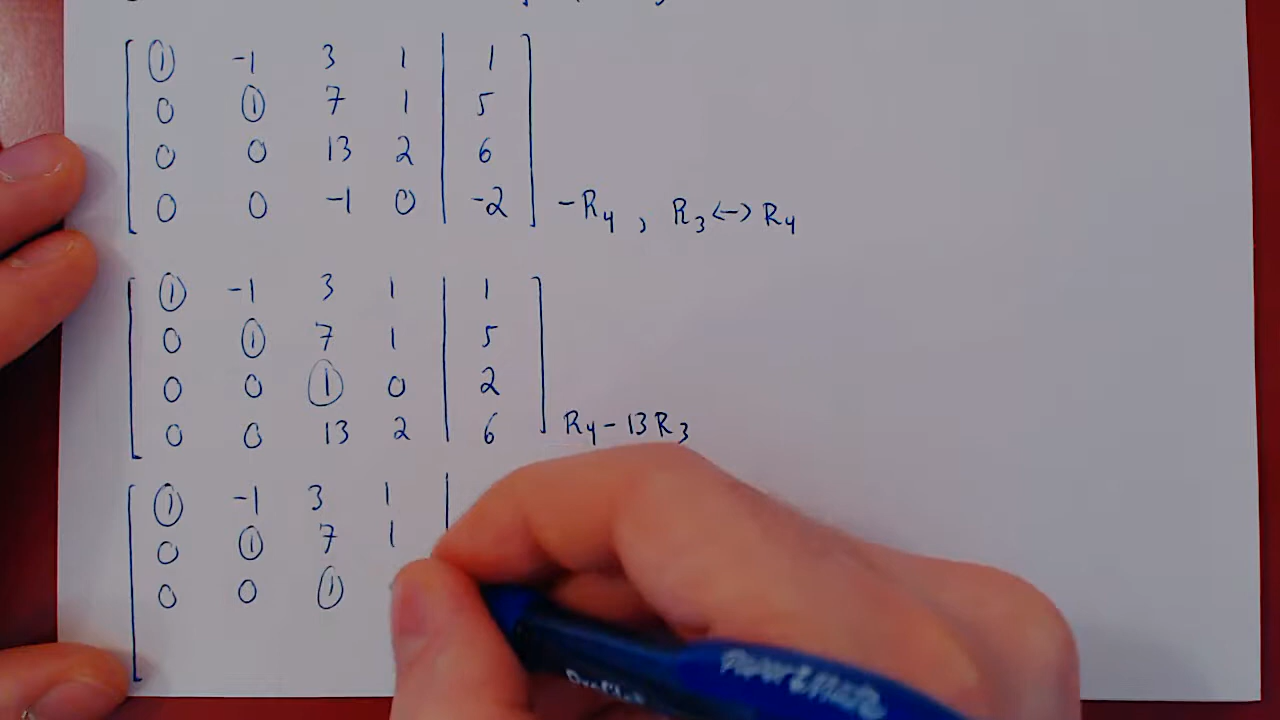 1 -1 3 1 | 1
0 1 7 1 | 5
0 0 13 2 | 6
0 0 -1 0 | -2 -R4 , R3 <-> R4
1 -1 3 1 | 1
0 1 7 1 | 5
0 0 1 0 | 2
0 0 13 2 | 6 R4 - 13R3
1 -1 3 1 |
0 1 7 1
0 0 1
PaperMate